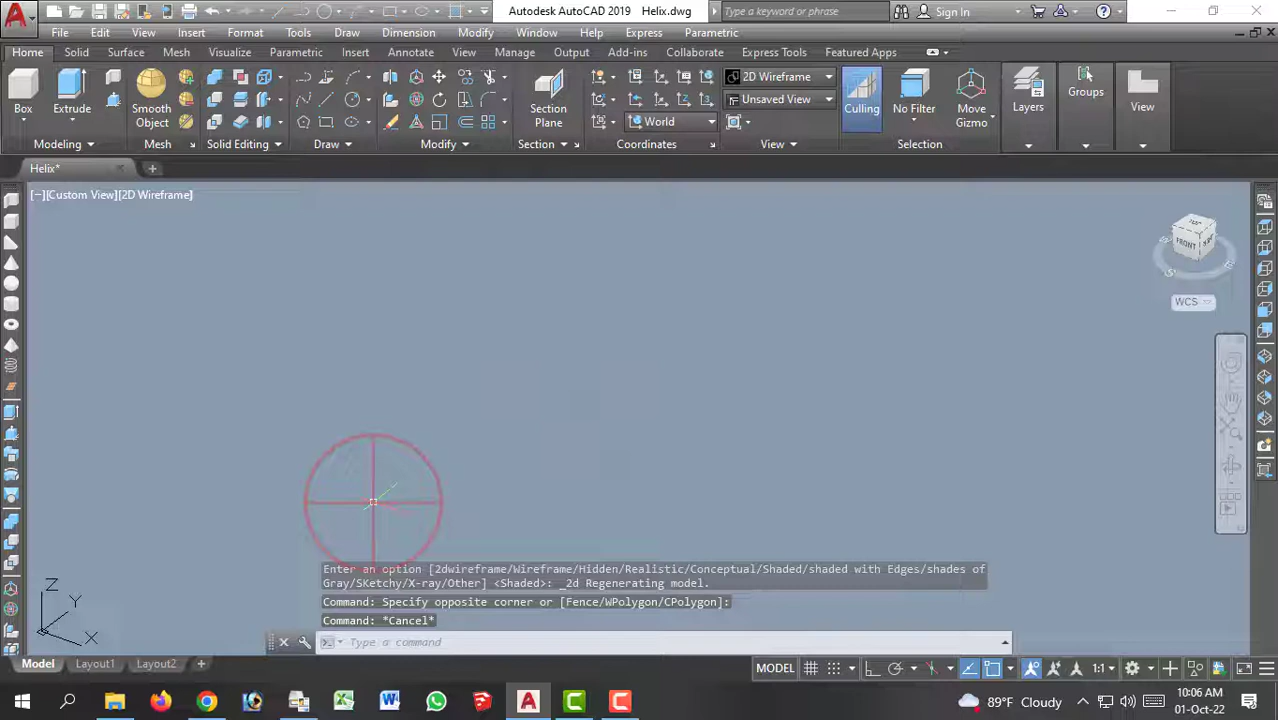 Autodesk AutoCAD 2019 Helix.dwg
Type a keyword or phrase
Sign In
File Edit View Insert Format Tools Draw Dimension Modify Window Help Express Parametric
Home Solid Surface Mesh Visualize Parametric Insert Annotate View Manage Output Add-ins Collaborate Express Tools Featured Apps
Box
Extrude
Smooth
Object
Section
Plane
2D Wireframe
Unsaved View
World
Culling
No Filter
Move
Gizmo
Layers
Groups
View
Modeling Mesh Solid Editing Draw Modify Section Coordinates View Selection
Helix*
[−][Custom View][2D Wireframe]
FRONT
S
E
WCS
Z
Y
X
Enter an option [2dwireframe/Wireframe/Hidden/Realistic/Conceptual/Shaded/shaded with Edges/shades of
Gray/SKetchy/X-ray/Other] <Shaded>: _2d Regenerating model.
Command: Specify opposite corner or [Fence/WPolygon/CPolygon]:
Command: *Cancel*
Type a command
Model Layout1 Layout2
MODEL
1:1
89°F Cloudy
10:06 AM
01-Oct-22